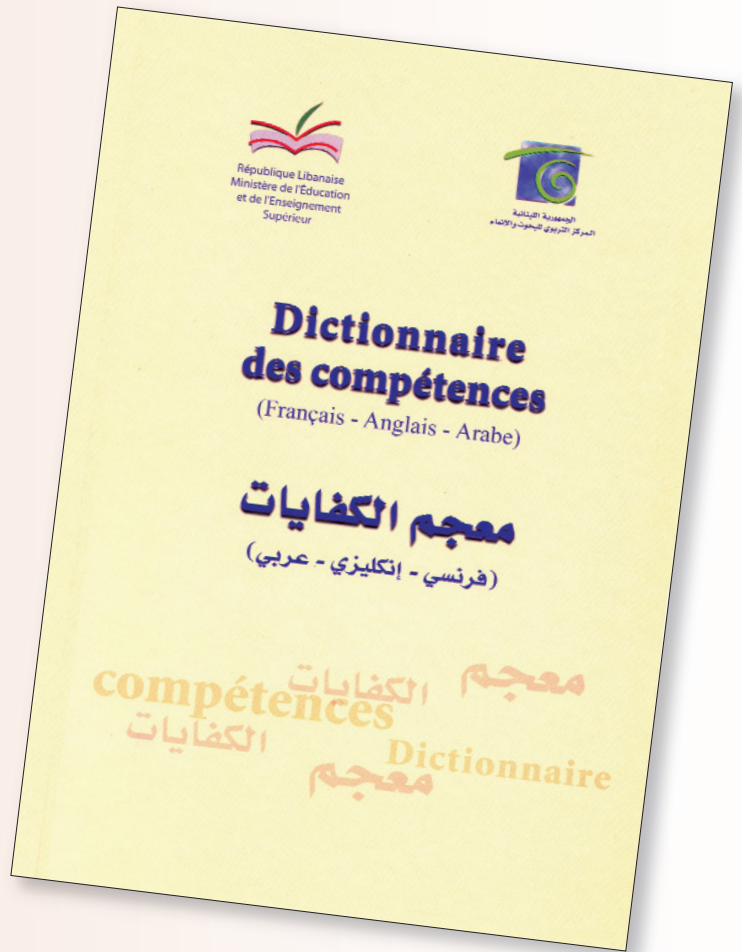 République Libanaise
Ministère de l'Éducation
et de l'Enseignement
Supérieur
الجمهورية اللبنانية
المركز التربوي للبحوث والانماء
Dictionnaire
des compétences
(Français - Anglais - Arabe)
معجم الكفايات
(فرنسي - إنكليزي - عربي)
معجم
الكفايات
compétences
الكفايات
Dictionnaire
معجم